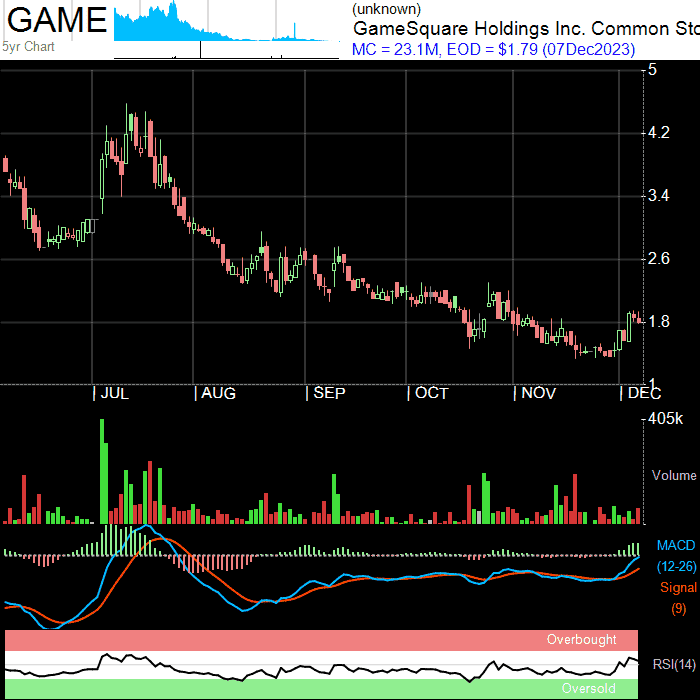 GAME
5yr Chart
(unknown)
GameSquare Holdings Inc. Common Sto
MC = 23.1M, EOD = $1.79 (07Dec2023)
5
4.2
3.4
2.6
1.8
1
JUL AUG SEP OCT NOV DEC
405k
Volume
MACD
(12-26)
Signal
(9)
Overbought
RSI(14)
Oversold